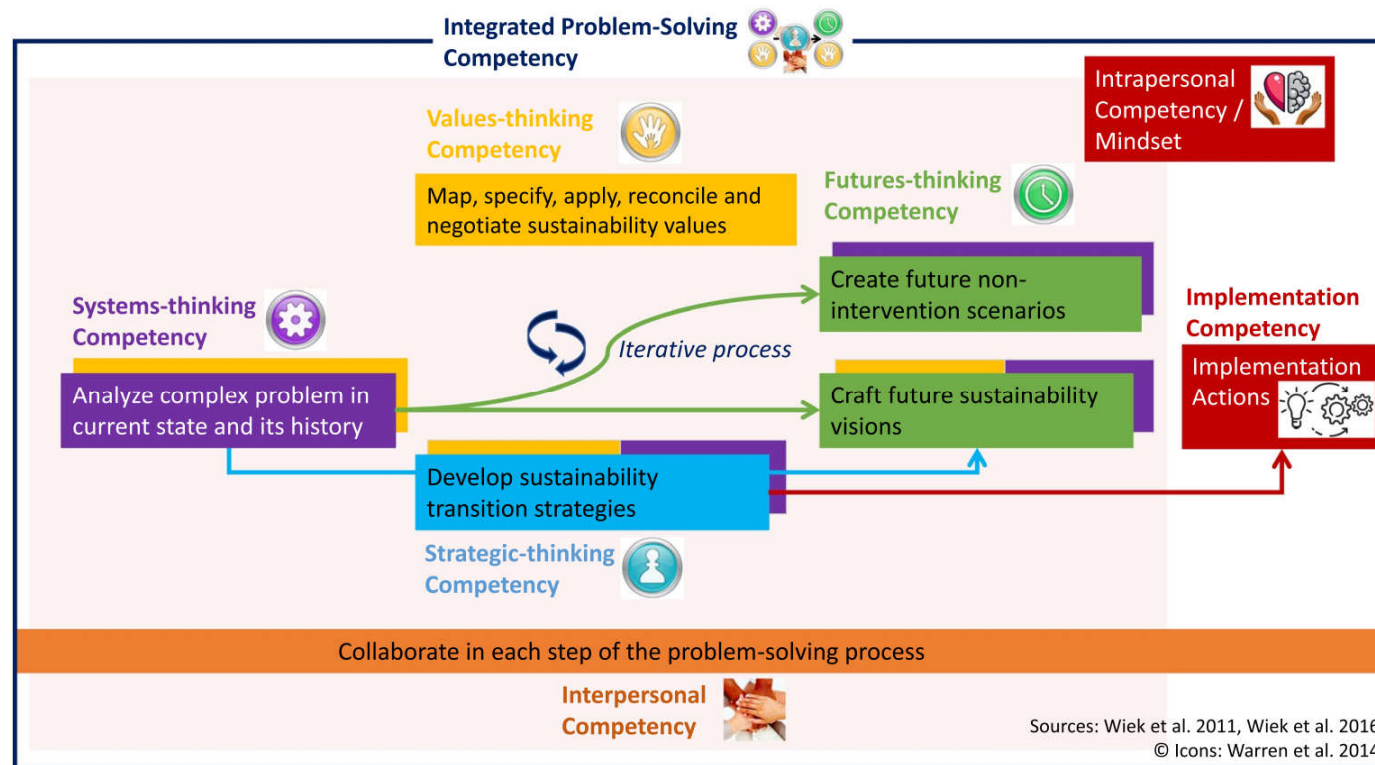 Integrated Problem-Solving
Competency
Intrapersonal
Competency /
Mindset
Values-thinking
Competency
Map, specify, apply, reconcile and
negotiate sustainability values
Futures-thinking
Competency
Create future non-
intervention scenarios
Systems-thinking
Competency
Iterative process
Implementation
Competency
Analyze complex problem in
current state and its history
Craft future sustainability
visions
Implementation
Actions
Develop sustainability
transition strategies
Strategic-thinking
Competency
Collaborate in each step of the problem-solving process
Interpersonal
Competency
Sources: Wiek et al. 2011, Wiek et al. 2016
© Icons: Warren et al. 2014